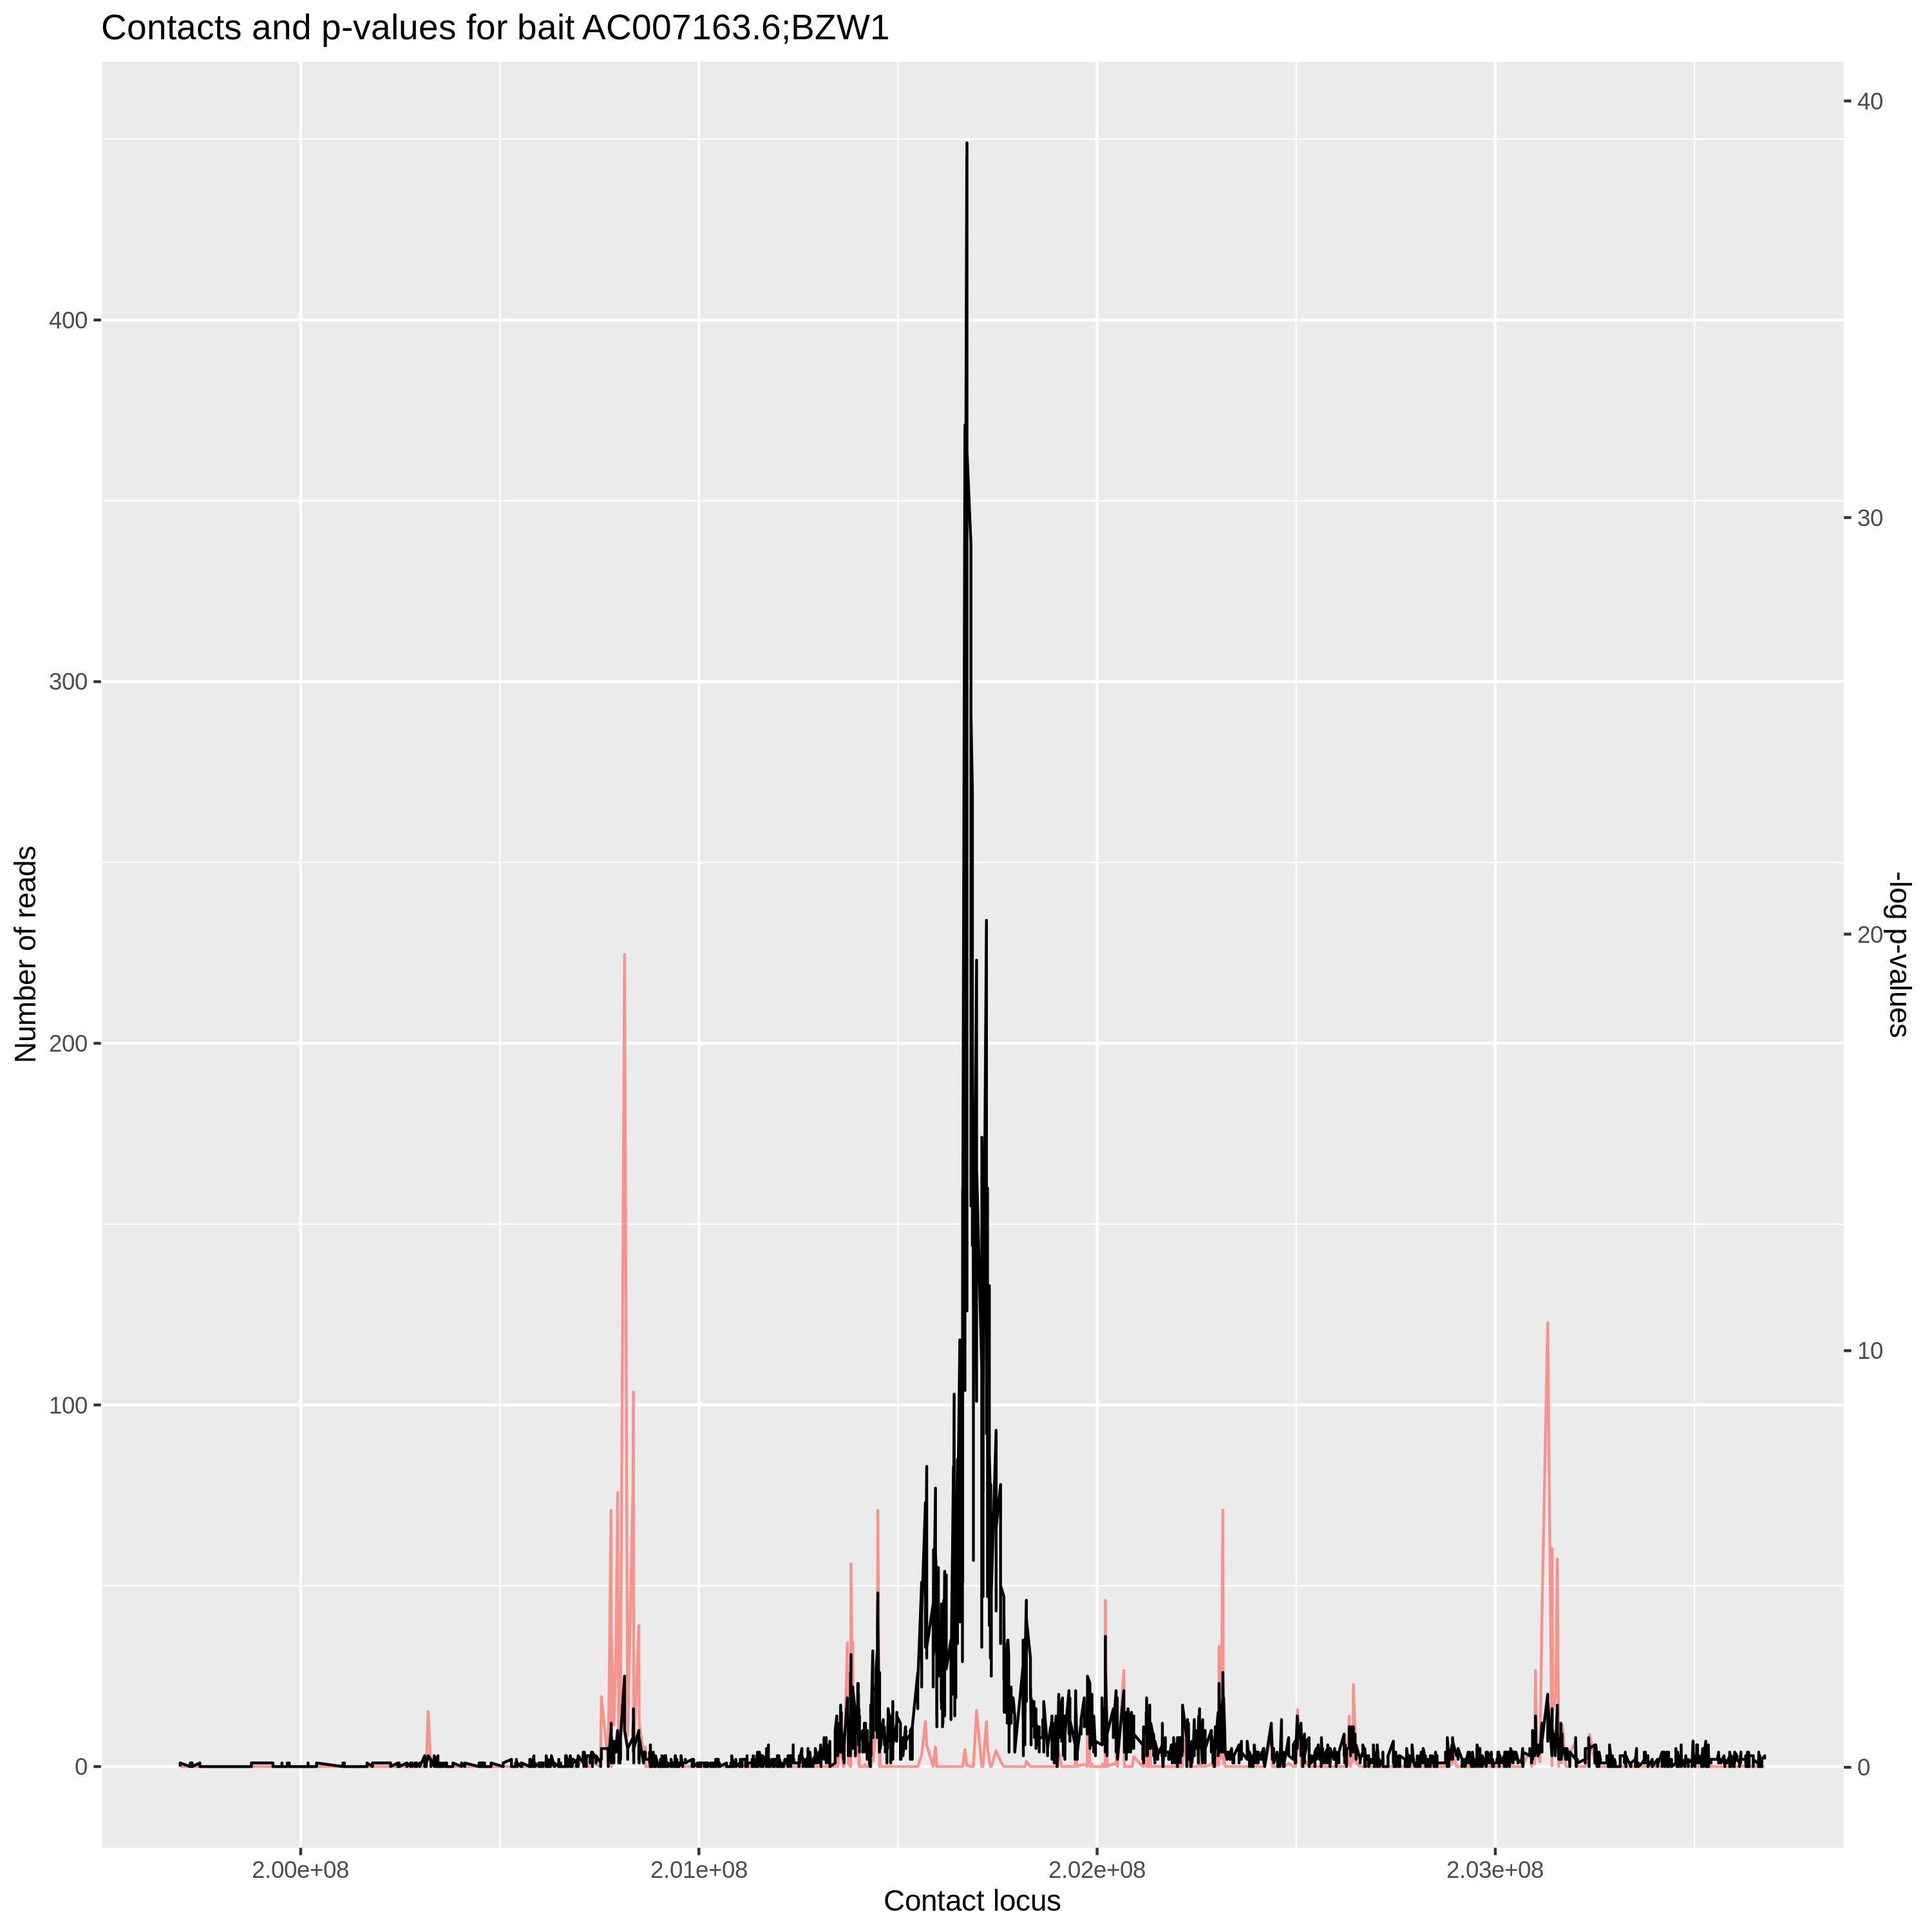 Contacts and p-values for bait AC007163.6;BZW1
Number of reads
400
300
200
100
0
40
30
20
10
0
-log p-values
2.00e+08 2.01e+08 2.02e+08 2.03e+08
Contact locus